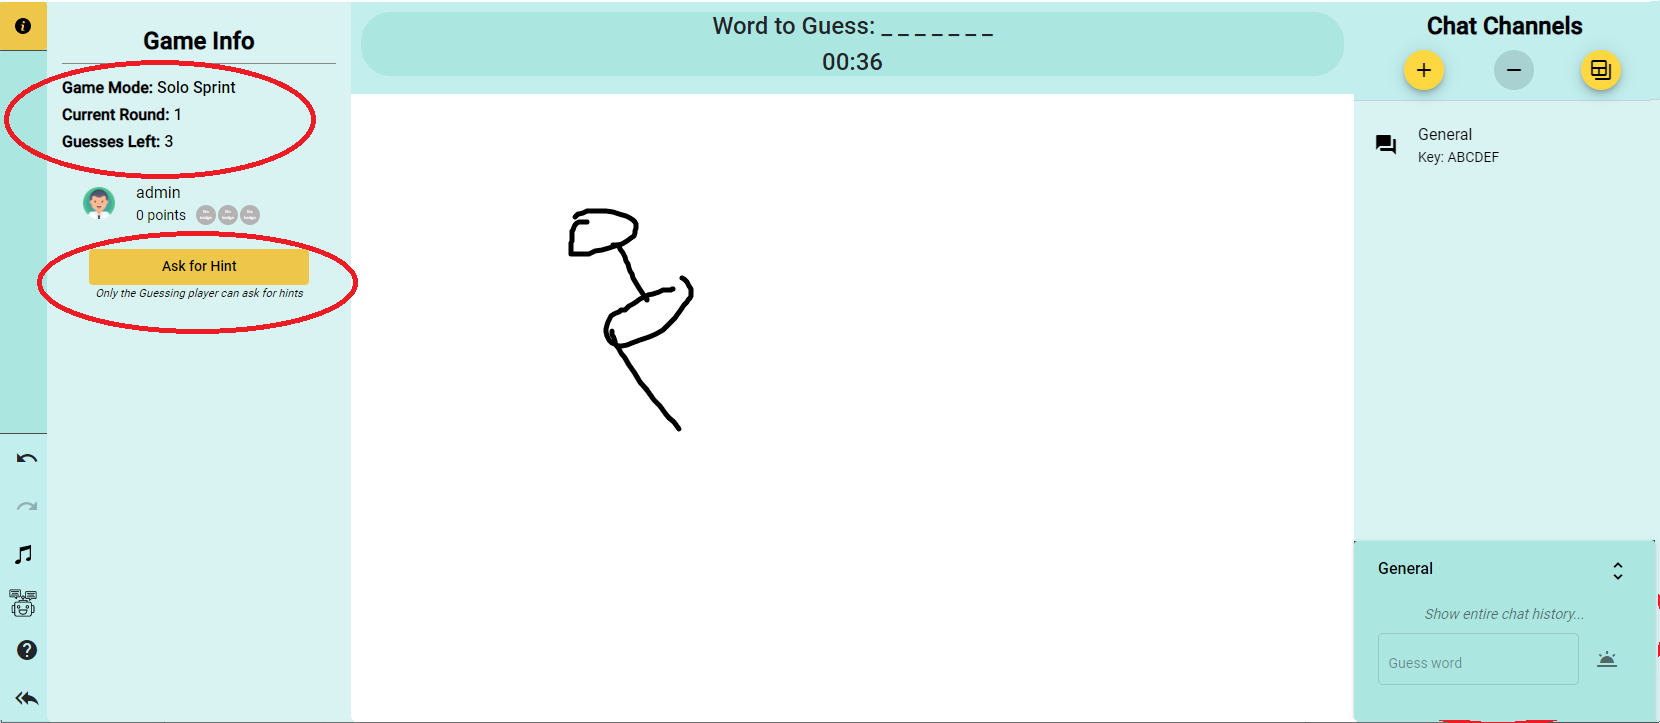 Game Info
Game Mode: Solo Sprint
Current Round: 1
Guesses Left: 3
admin
0 points
Ask for Hint
Only the Guessing player can ask for hints
Word to Guess: _ _ _ _ _ _ _
00:36
Chat Channels
General
Key: ABCDEF
General
Show entire chat history...
Guess word